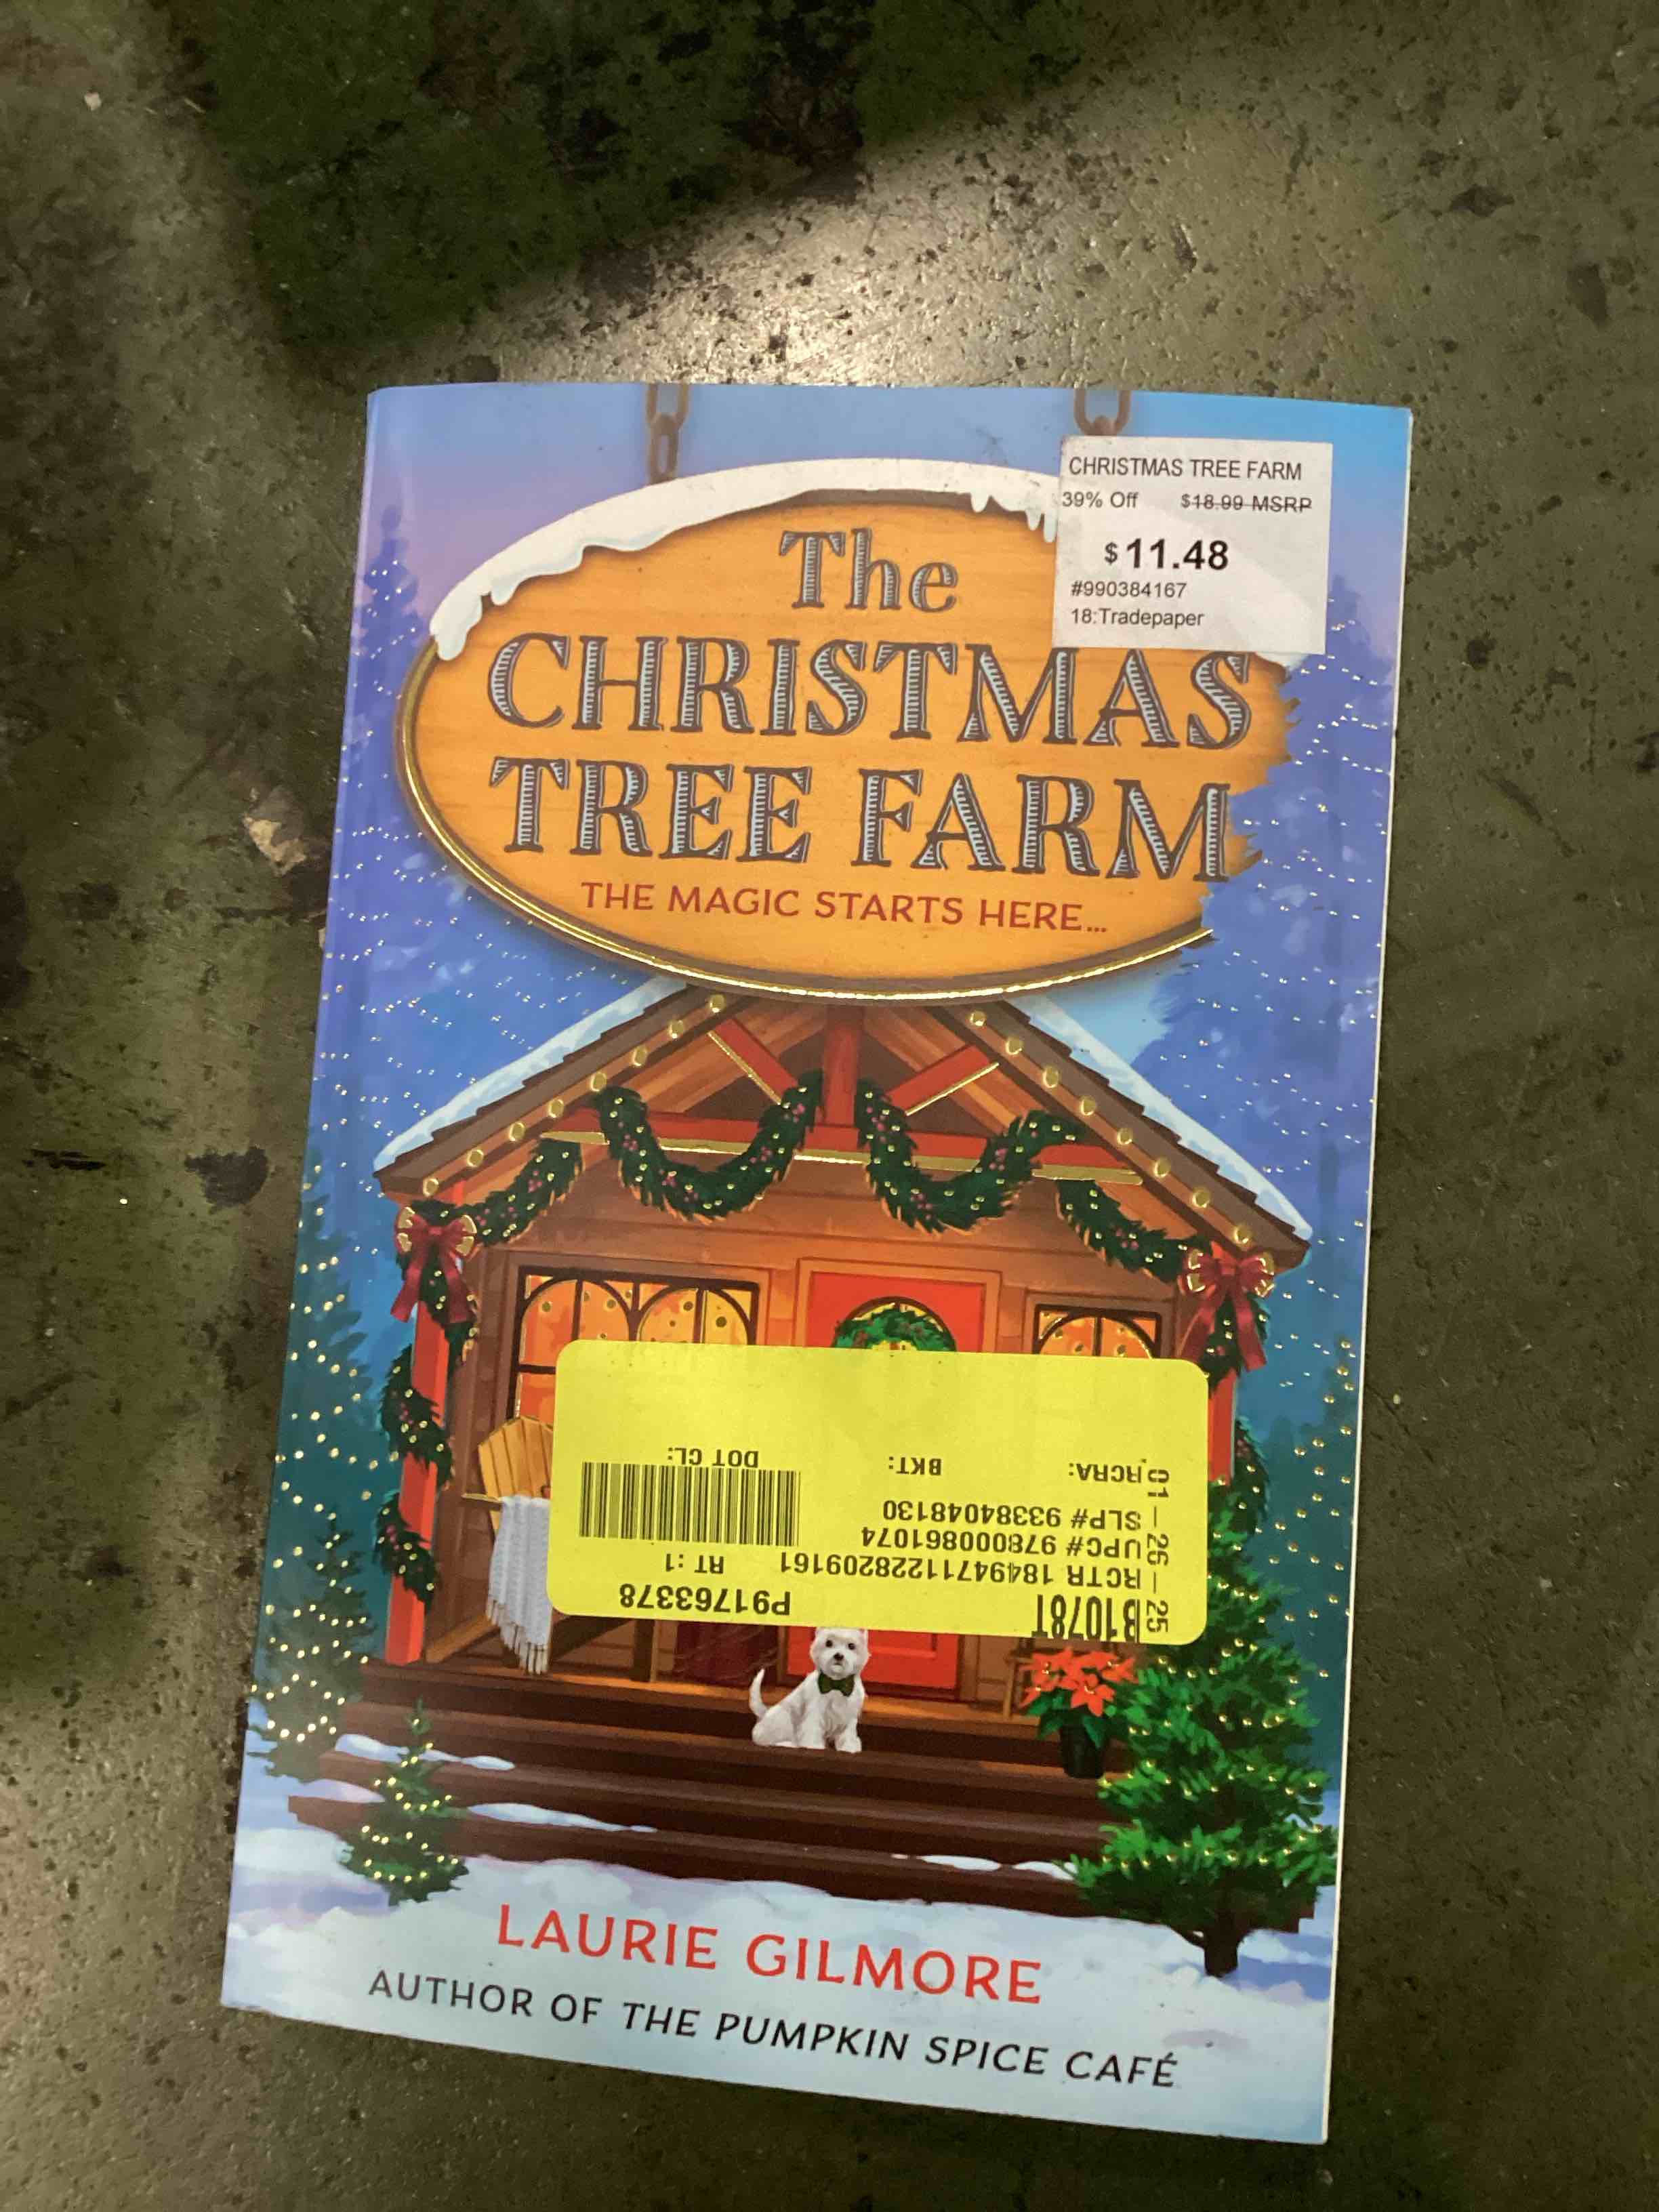 CHRISTMAS TREE FARM
39% Off $18.99 MSRP
$11.48
#990384167
18:Tradepaper
The
CHRISTMAS
TREE FARM
THE MAGIC STARTS HERE...
B1078T P91763378
RCTR 18494711228209161 RT :1
UPC# 978000861074
SLP# 93384048130
RCRA: BKT: DOT CL:
25 - 26 - 01
LAURIE GILMORE
AUTHOR OF THE PUMPKIN SPICE CAFÉ